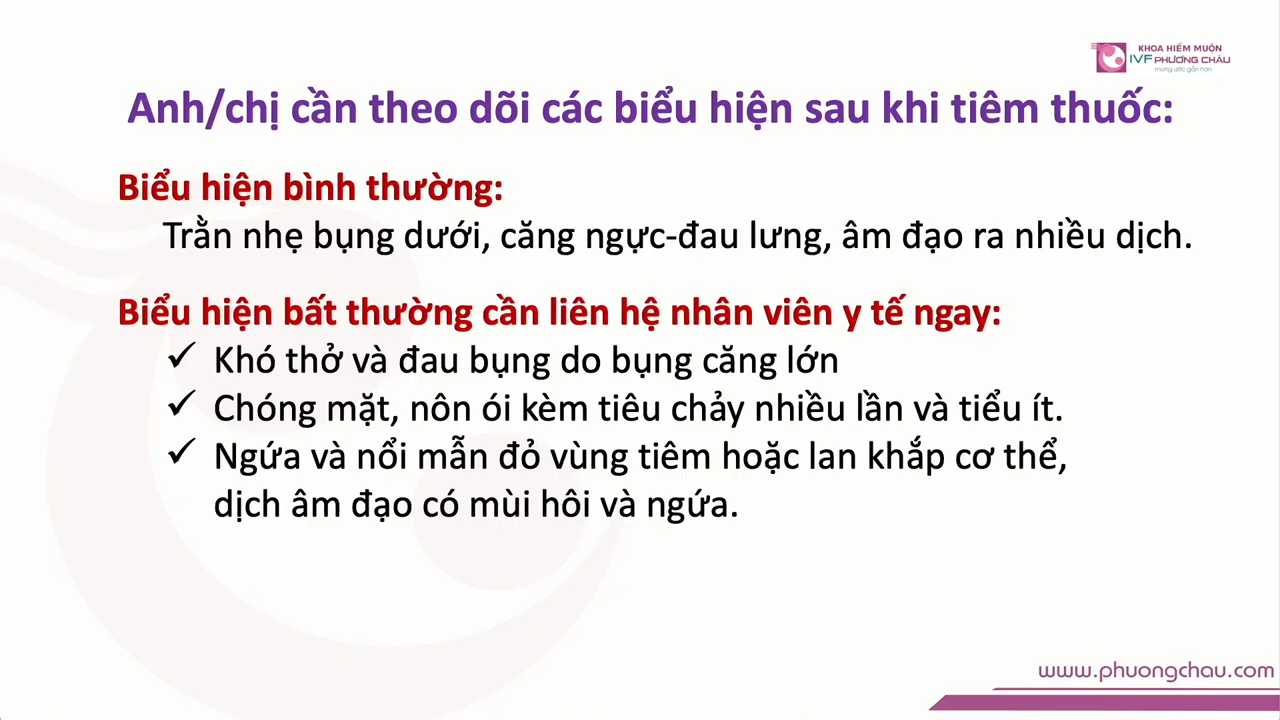 KHOA HIẾM MUỘN
IVF PHƯƠNG CHÂU
mong ước gần hơn
Anh/chị cần theo dõi các biểu hiện sau khi tiêm thuốc:
Biểu hiện bình thường:
Trằn nhẹ bụng dưới, căng ngực-đau lưng, âm đạo ra nhiều dịch.
Biểu hiện bất thường cần liên hệ nhân viên y tế ngay:
✓ Khó thở và đau bụng do bụng căng lớn
✓ Chóng mặt, nôn ói kèm tiêu chảy nhiều lần và tiểu ít.
✓ Ngứa và nổi mẫn đỏ vùng tiêm hoặc lan khắp cơ thể,
dịch âm đạo có mùi hôi và ngứa.
www.phuongchau.com